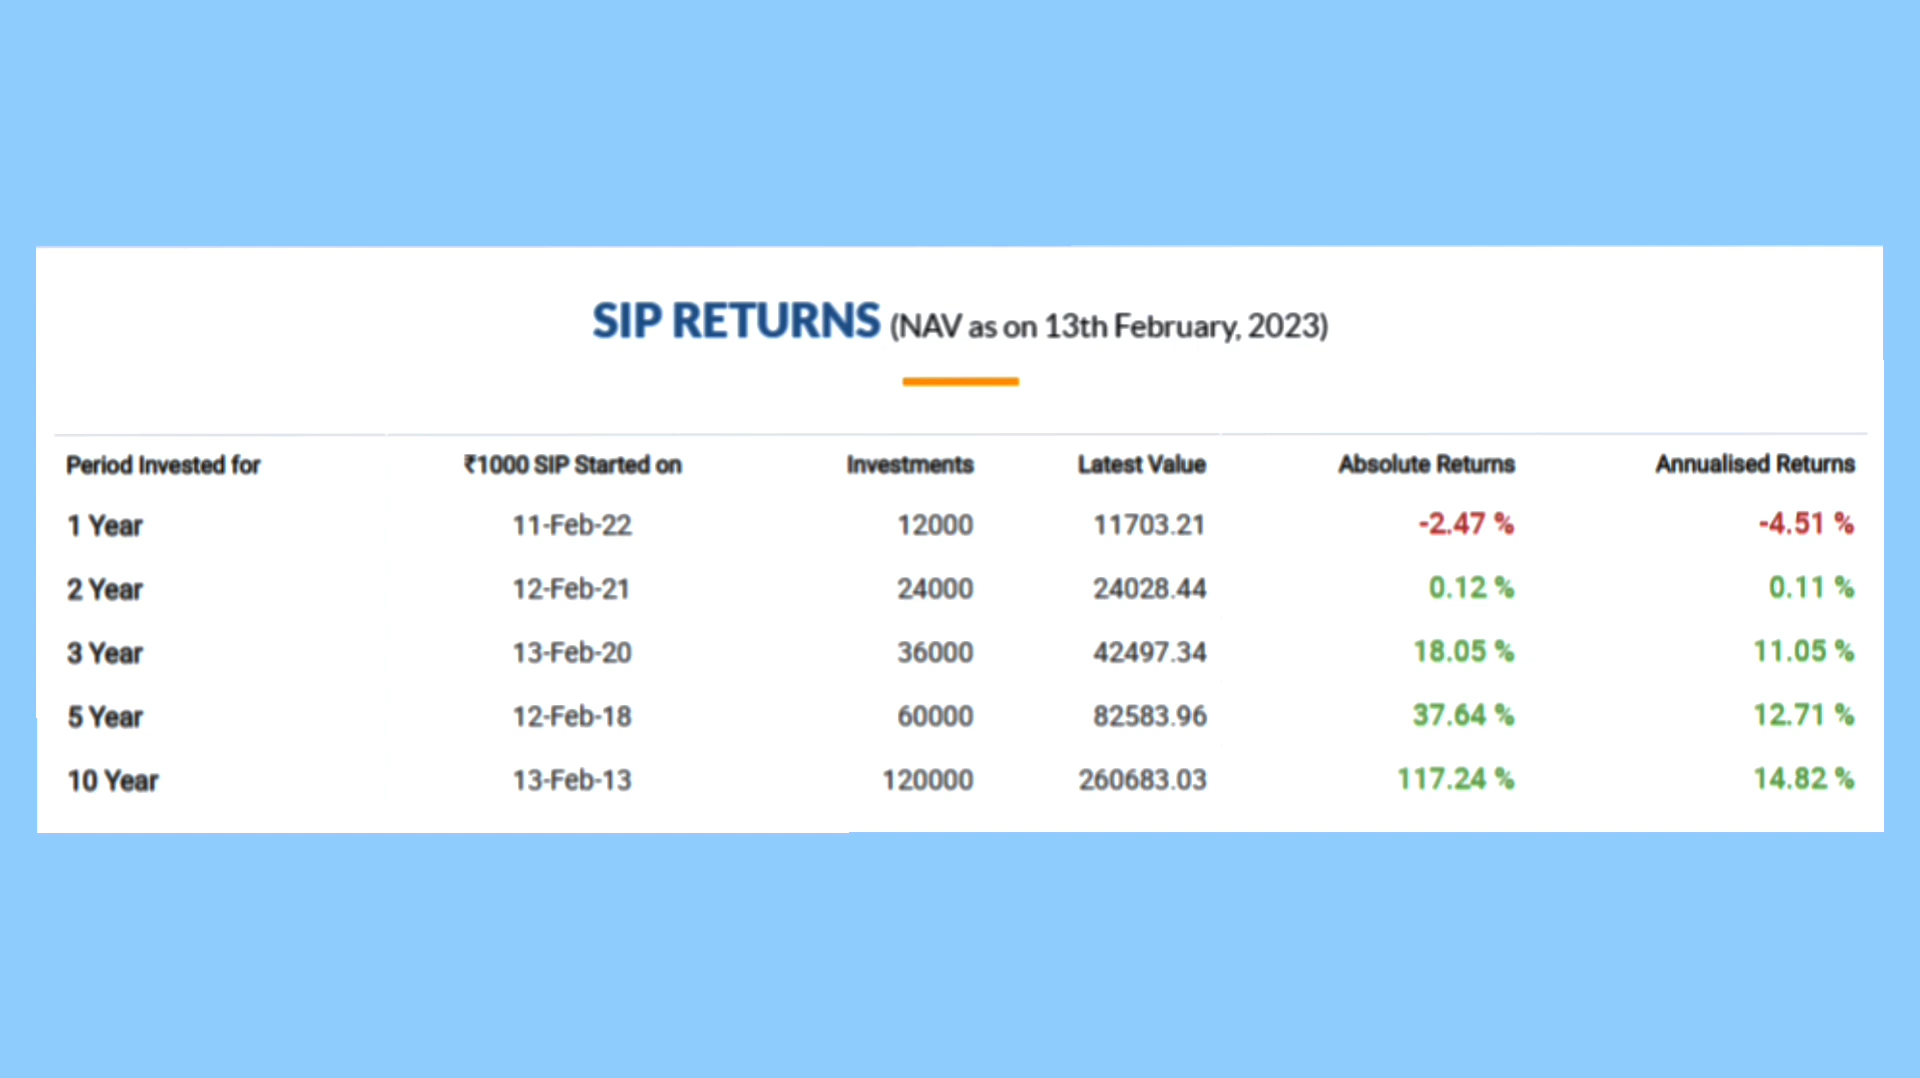 SIP RETURNS (NAV as on 13th February, 2023)
Period Invested for ₹1000 SIP Started on Investments Latest Value Absolute Returns Annualised Returns
1 Year 11-Feb-22 12000 11703.21 -2.47 % -4.51 %
2 Year 12-Feb-21 24000 24028.44 0.12 % 0.11 %
3 Year 13-Feb-20 36000 42497.34 18.05 % 11.05 %
5 Year 12-Feb-18 60000 82583.96 37.64 % 12.71 %
10 Year 13-Feb-13 120000 260683.03 117.24 % 14.82 %